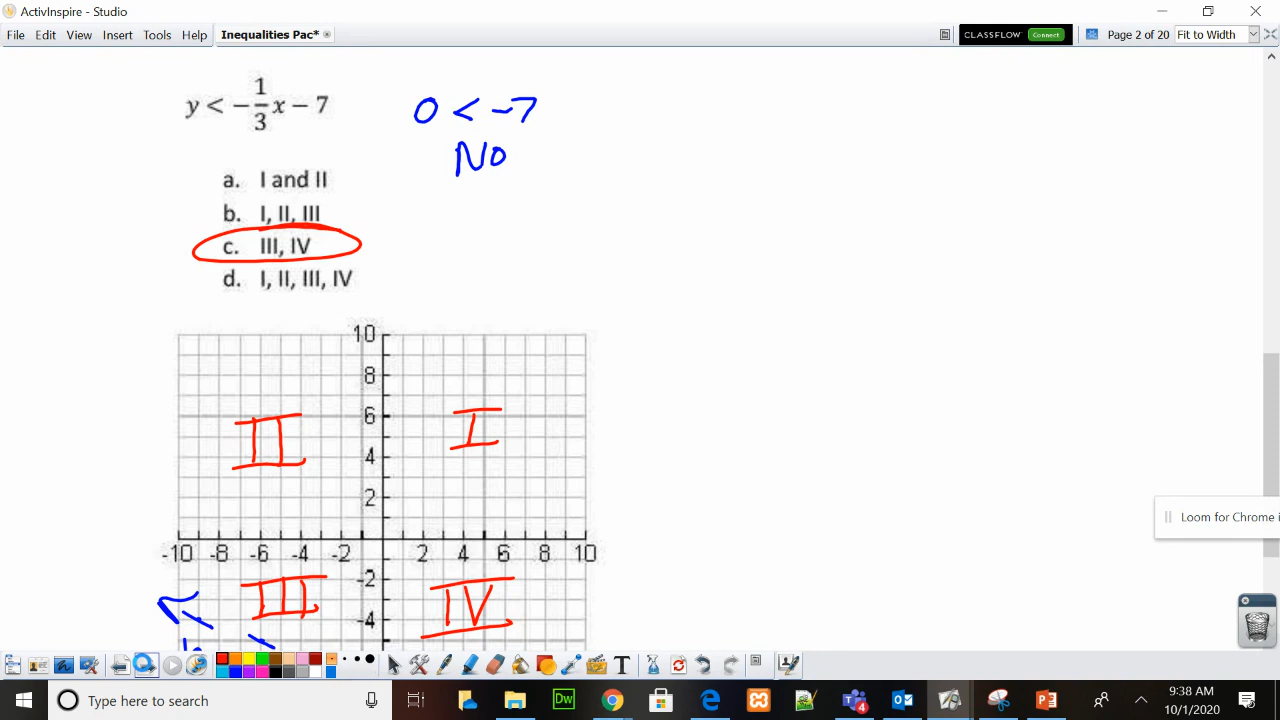 ActivInspire - Studio
File Edit View Insert Tools Help Inequalities Pac* CLASSFLOW Connect Page 2 of 20 Fit to Width
y < -1/3 x - 7
0 < -7
No
a. I and II
b. I, II, III
c. III, IV
d. I, II, III, IV
10
8
6
4
2
II
I
-10 -8 -6 -4 -2 2 4 6 8 10
-2
-4
III
IV
Loom for Chrome i
Type here to search
9:38 AM
10/1/2020